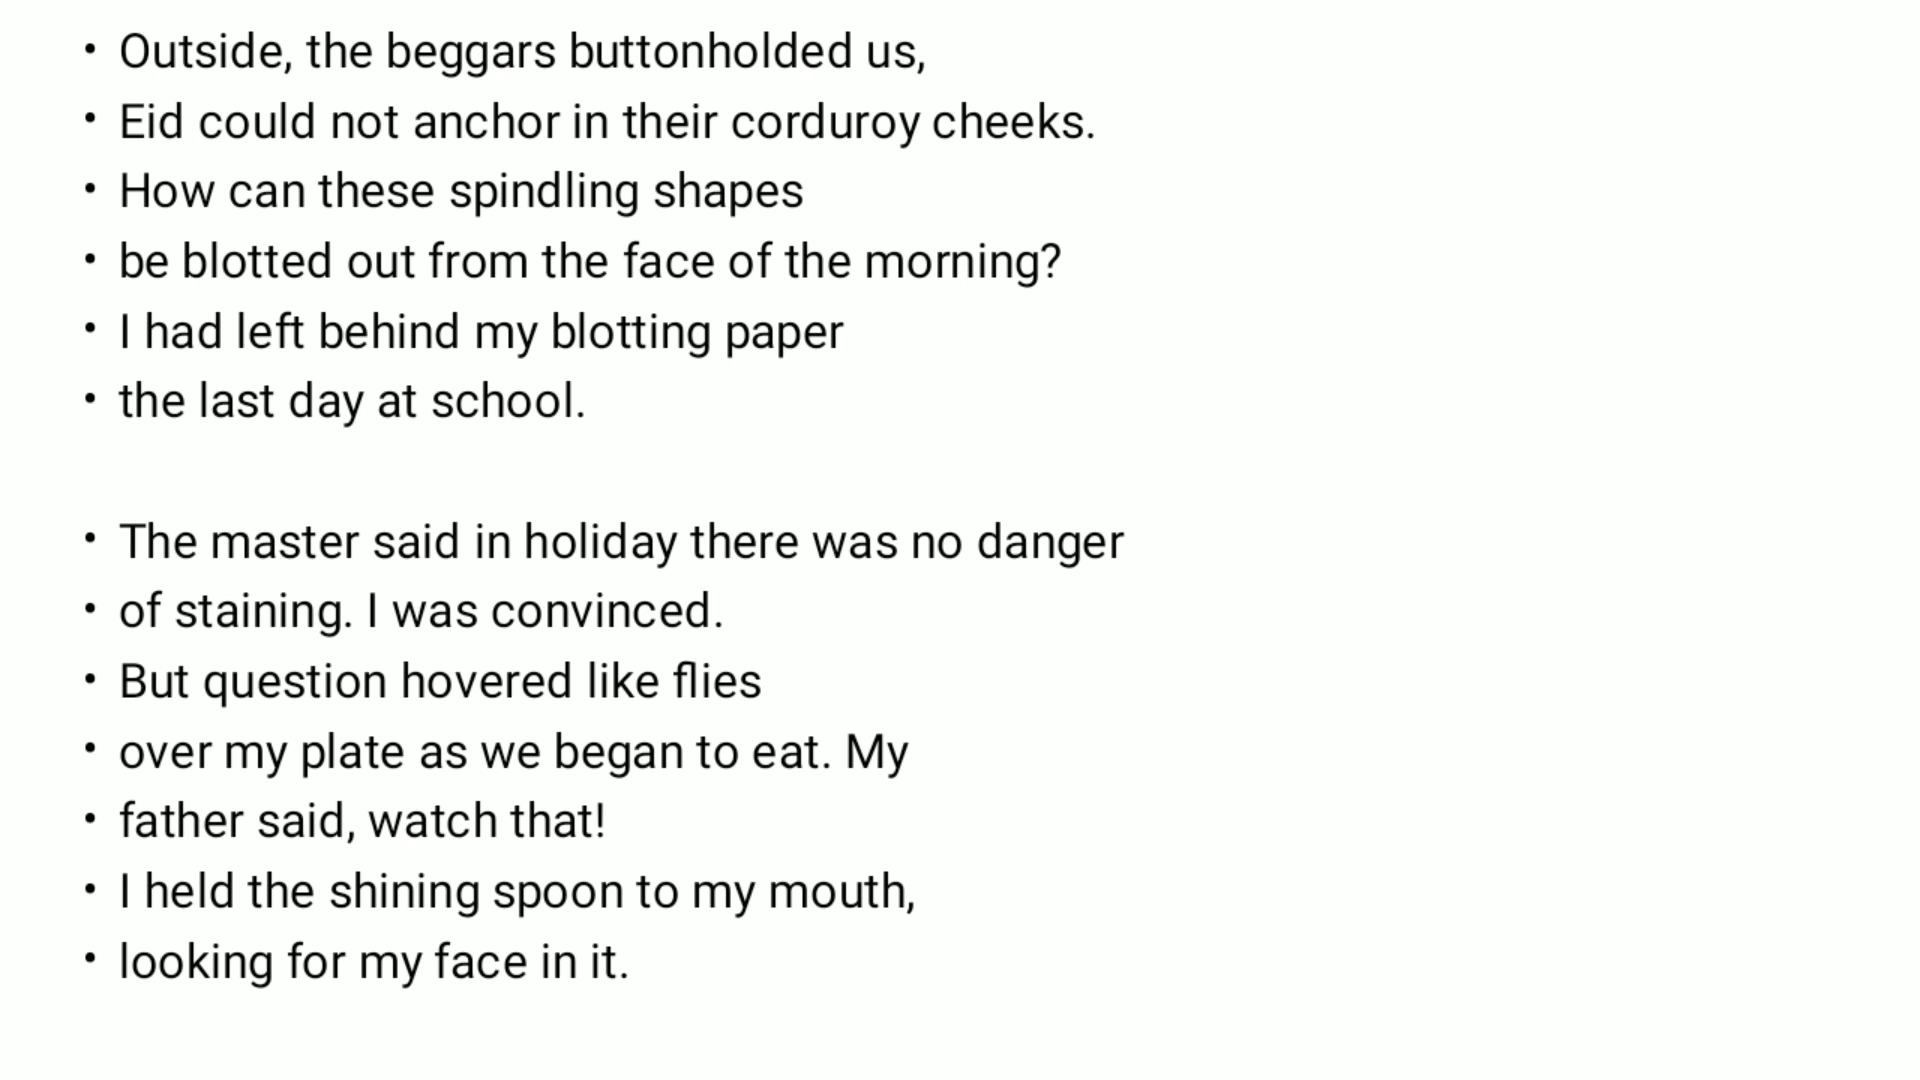 • Outside, the beggars buttonholded us,
• Eid could not anchor in their corduroy cheeks.
• How can these spindling shapes
• be blotted out from the face of the morning?
• I had left behind my blotting paper
• the last day at school.
• The master said in holiday there was no danger
• of staining. I was convinced.
• But question hovered like flies
• over my plate as we began to eat. My
• father said, watch that!
• I held the shining spoon to my mouth,
• looking for my face in it.